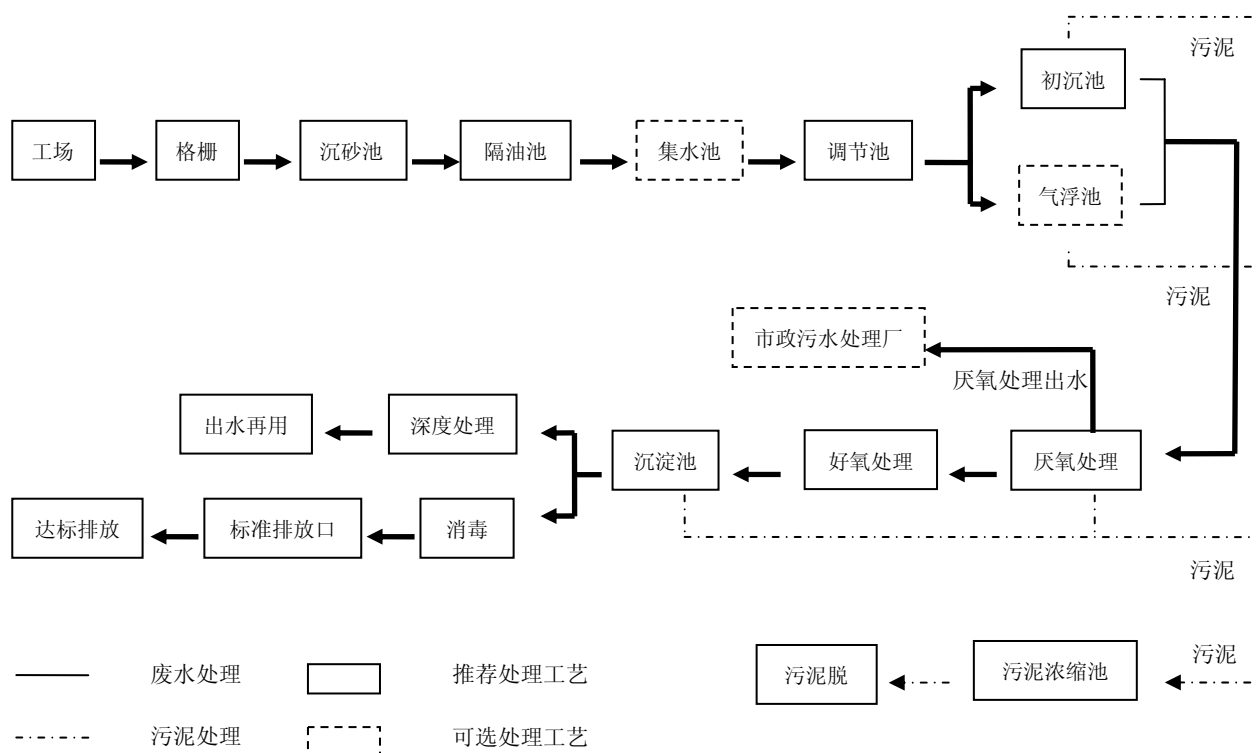 污泥
初沉池
工场
格栅
沉砂池
隔油池
集水池
调节池
气浮池
污泥
市政污水处理厂
厌氧处理出水
出水再用
深度处理
沉淀池
好氧处理
厌氧处理
达标排放
标准排放口
消毒
污泥
废水处理
推荐处理工艺
污泥脱
污泥浓缩池
污泥
污泥处理
可选处理工艺